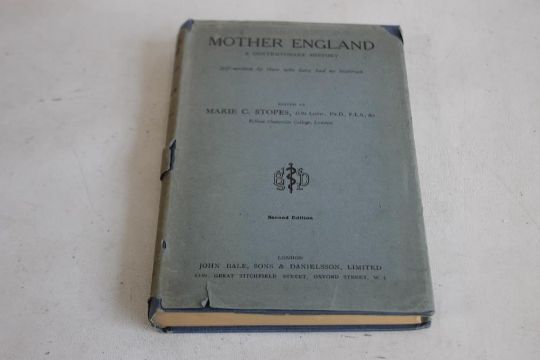 MOTHER ENGLAND
A CONTEMPORARY HISTORY
Self-written by those who have had no historian
EDITED BY
MARIE C. STOPES, D.Sc. Lond., Ph.D., F.L.S., &c.
Fellow University College, London
Second Edition
LONDON
JOHN BALE, SONS & DANIELSSON, LIMITED
GREAT TITCHFIELD STREET, OXFORD STREET, W. 1